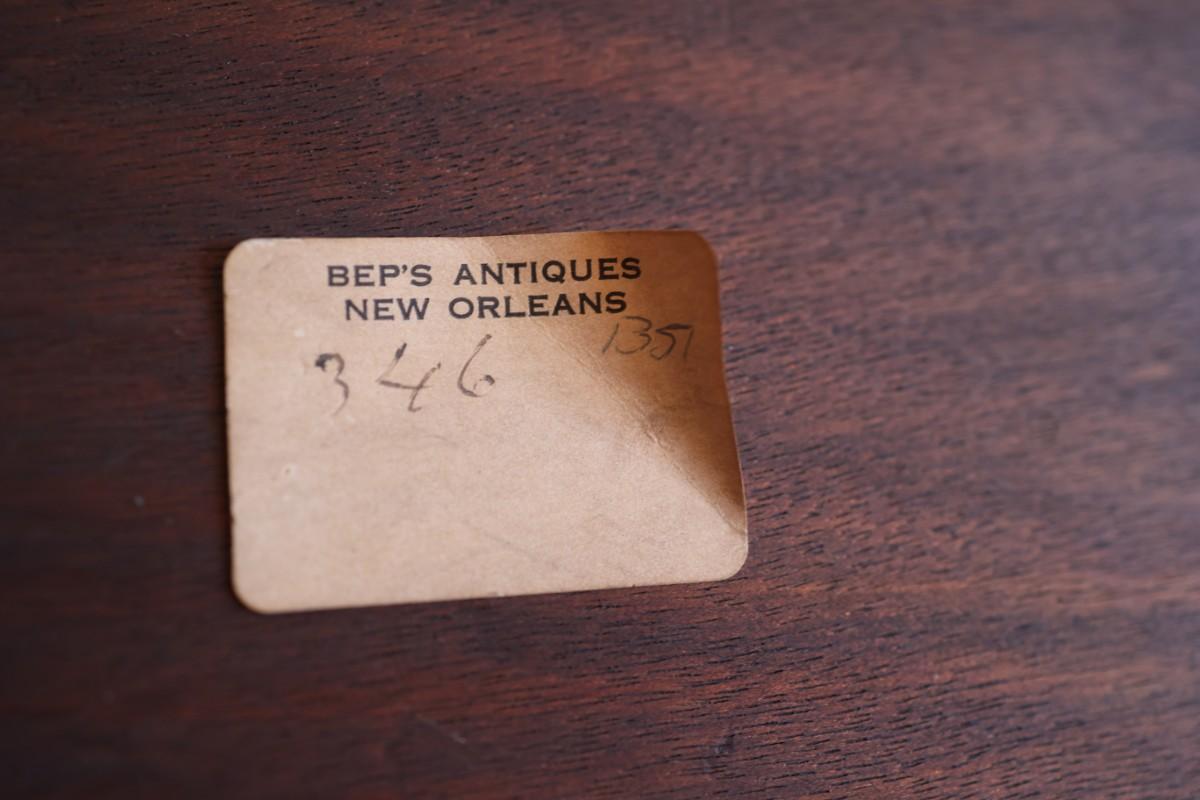 BEP'S ANTIQUES
NEW ORLEANS
346
1351